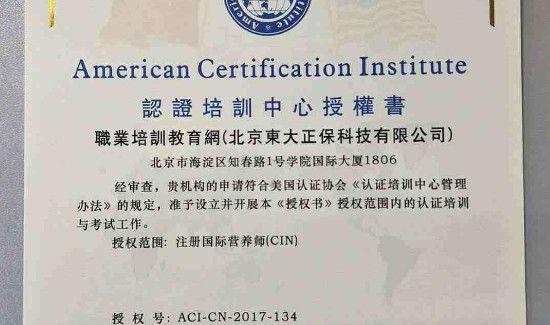 American Certification Institute
認證培訓中心授權書
職業培訓教育網(北京東大正保科技有限公司)
北京市海淀区知春路1号学院国际大厦1806
经审查，贵机构的申请符合美国认证协会《认证培训中心管理
办法》的规定，准予设立并开展本《授权书》授权范围内的认证培训
与考试工作。
授权范围: 注册国际营养师(CIN)
授 权 号: ACI-CN-2017-134